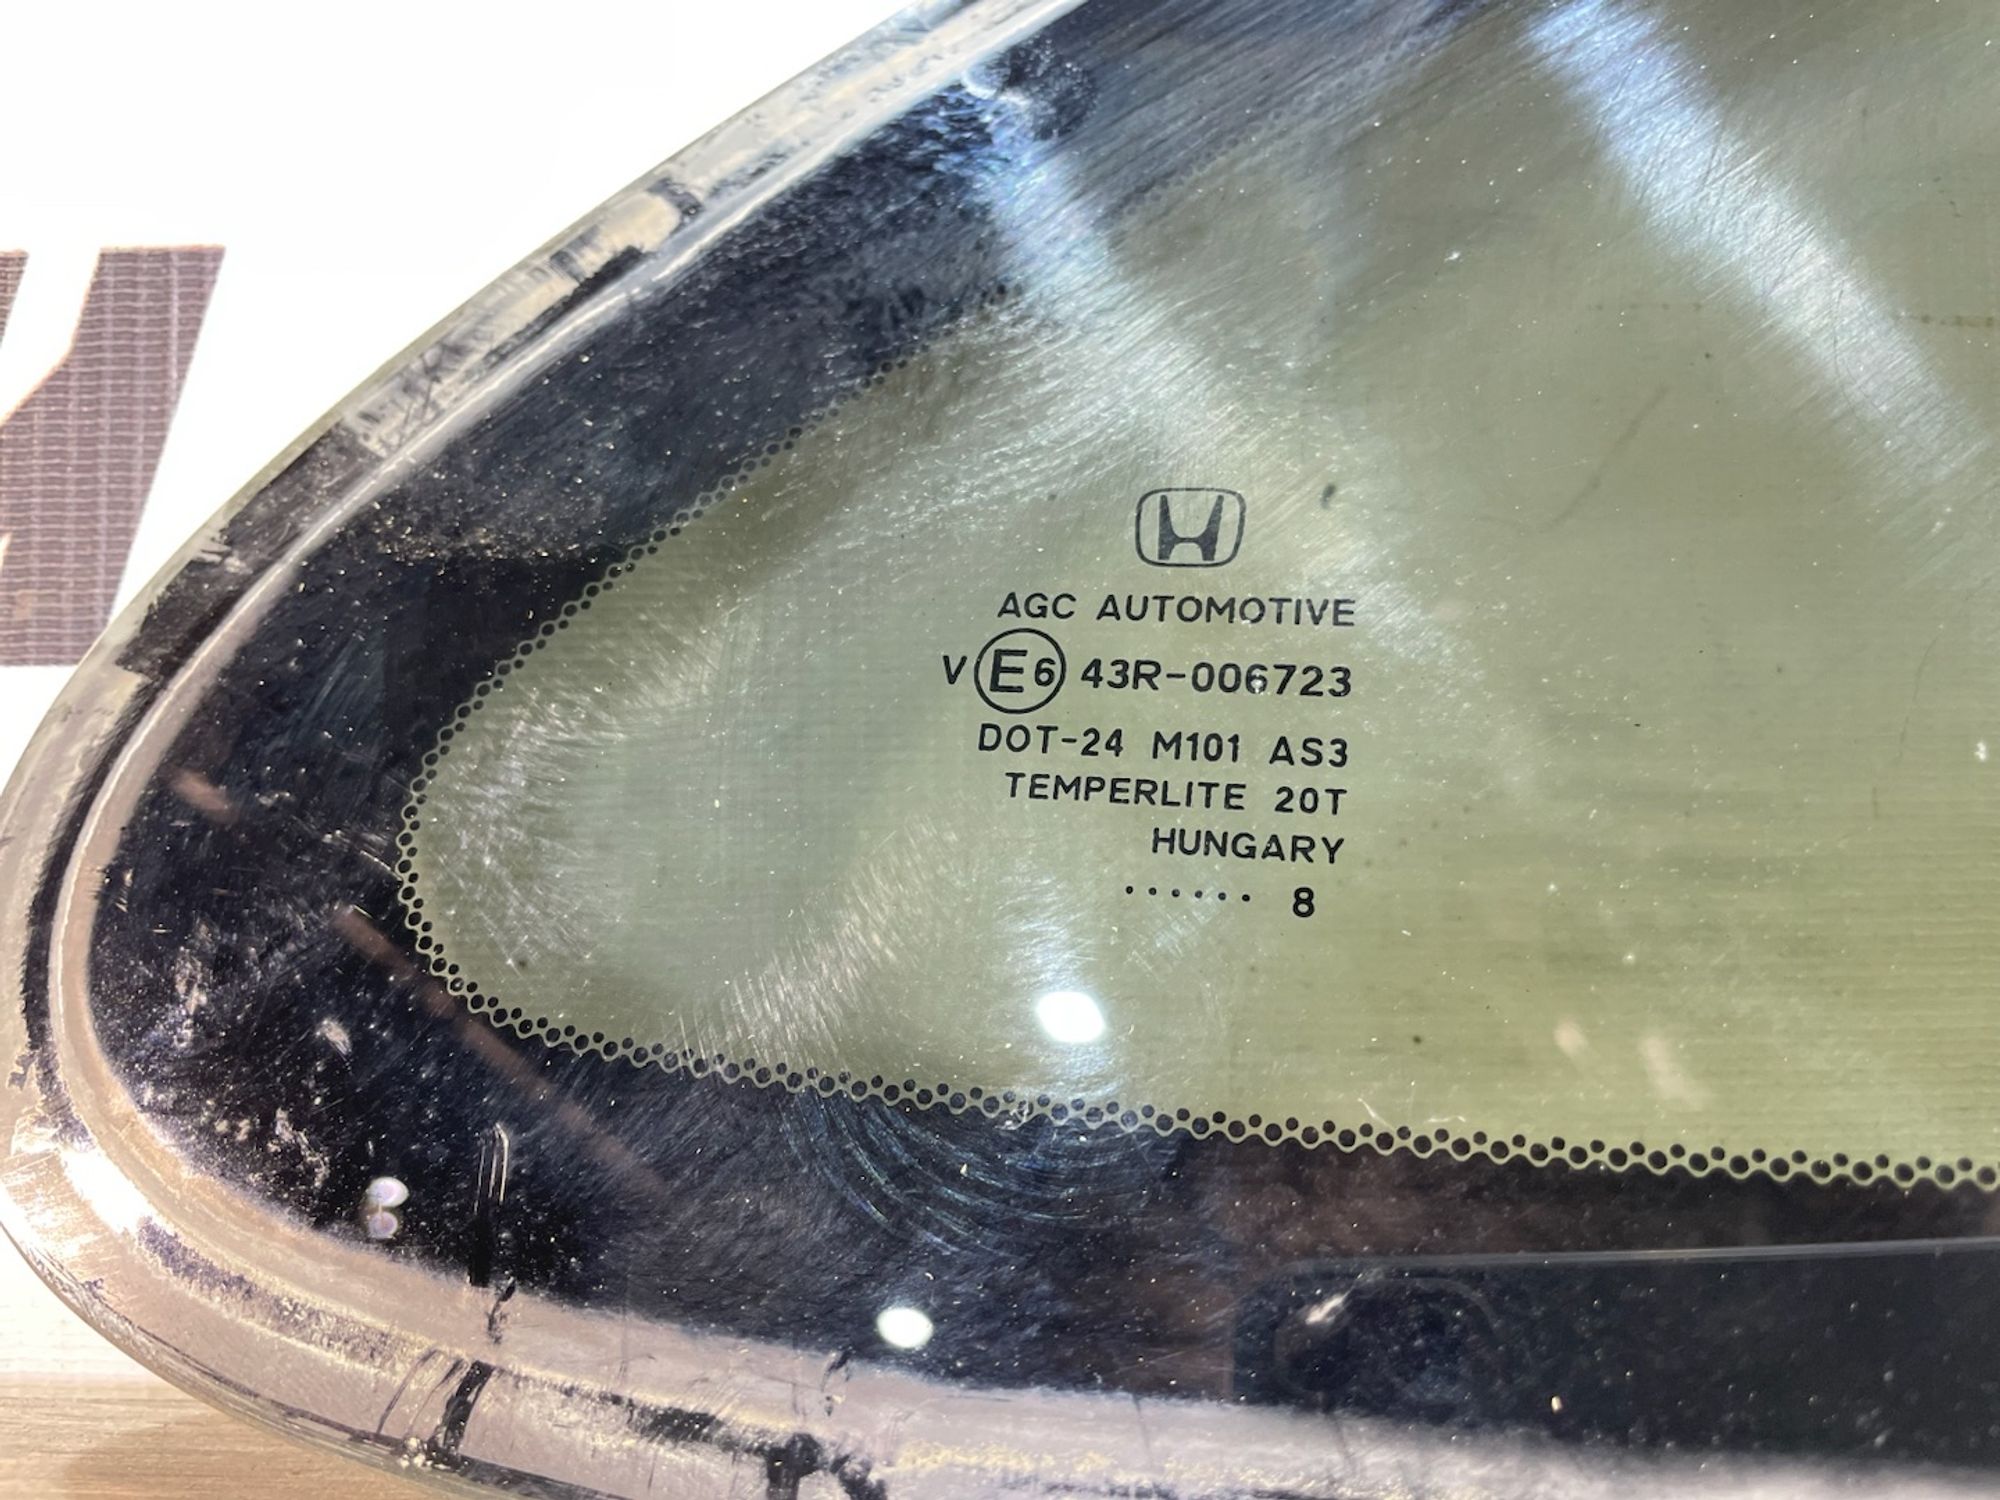 AGC AUTOMOTIVE
V E6 43R-006723
DOT-24 M101 AS3
TEMPERLITE 20T
HUNGARY
...... 8